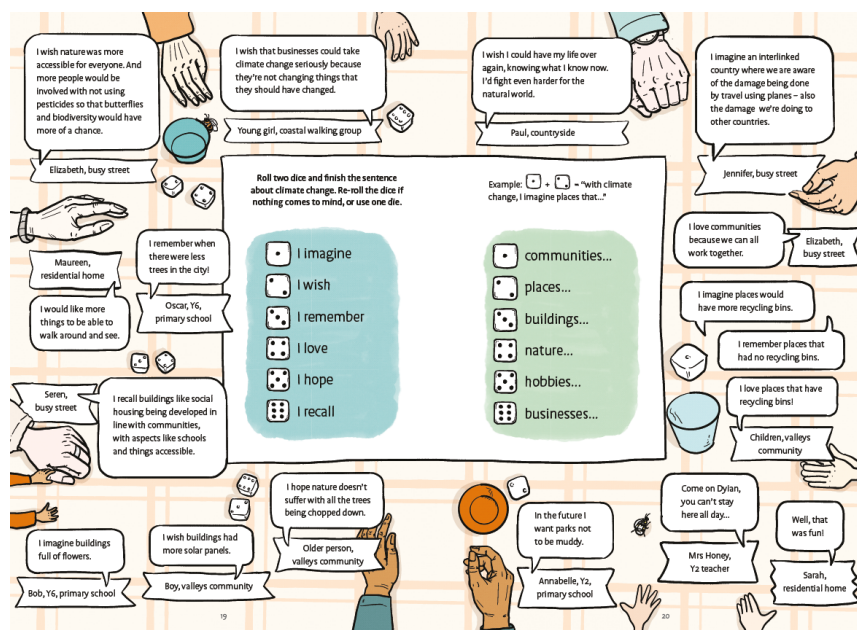 I wish nature was more
accessible for everyone. And
more people would be
involved with not using
pesticides so that butterflies
and biodiversity would have
more of a chance.
Elizabeth, busy street
I wish that businesses could take
climate change seriously because
they're not changing things that
they should have changed.
Young girl, coastal walking group
I wish I could have my life over
again, knowing what I know now.
I'd fight even harder for the
natural world.
Paul, countryside
I imagine an interlinked
country where we are aware
of the damage being done
by travel using planes – also
the damage we're doing to
other countries.
Jennifer, busy street
Roll two dice and finish the sentence
about climate change. Re-roll the dice if
nothing comes to mind, or use one die.
Example: + = "with climate
change, I imagine places that..."
I imagine
I wish
I remember
I love
I hope
I recall
communities...
places...
buildings...
nature...
hobbies...
businesses...
Maureen,
residential home
I would like more
things to be able to
walk around and see.
I remember when
there were less
trees in the city!
Oscar, Y6,
primary school
Seren,
busy street
I recall buildings like social
housing being developed in
line with communities,
with aspects like schools
and things accessible.
I love communities
because we can all
work together.
Elizabeth,
busy street
I imagine places would
have more recycling bins.
I remember places that
had no recycling bins.
I love places that have
recycling bins!
Children, valleys
community
I imagine buildings
full of flowers.
Bob, Y6, primary school
I wish buildings had
more solar panels.
Boy, valleys community
I hope nature doesn't
suffer with all the trees
being chopped down.
Older person,
valleys community
In the future I
want parks not
to be muddy.
Annabelle, Y2,
primary school
Come on Dylan,
you can't stay
here all day...
Mrs Honey,
Y2 teacher
Well, that
was fun!
Sarah,
residential home
19
20